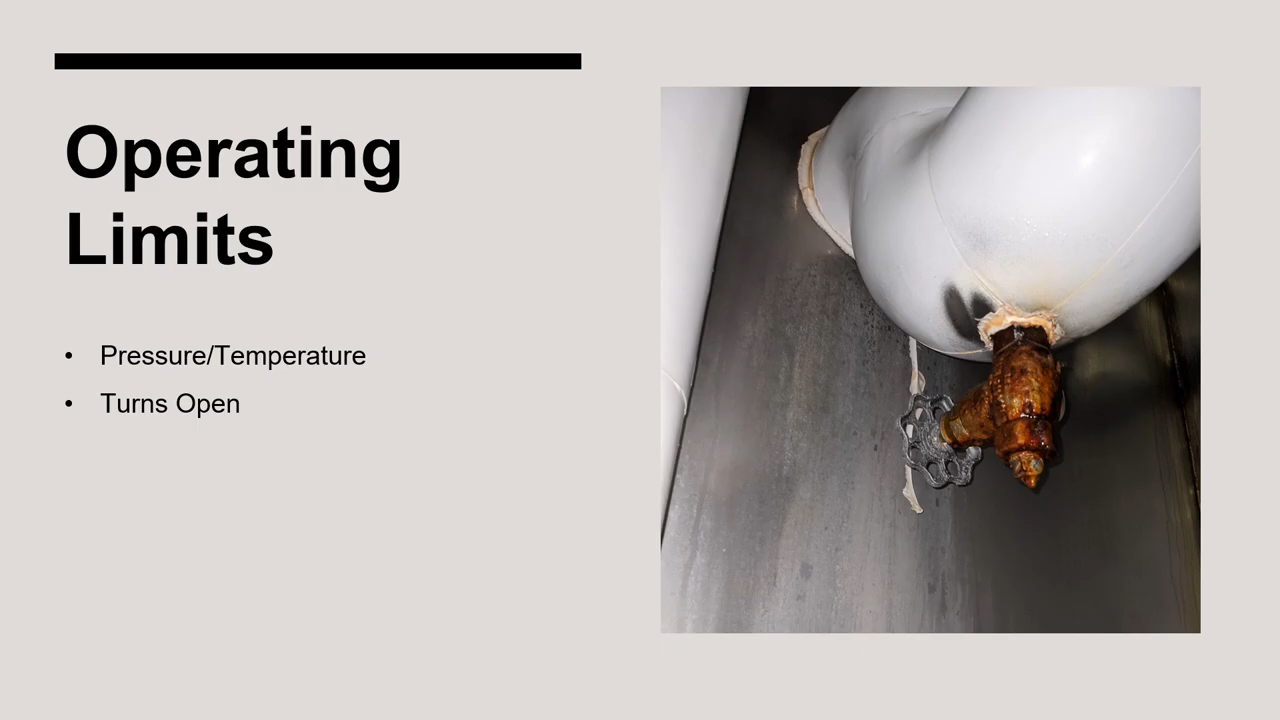 Operating
Limits
• Pressure/Temperature
• Turns Open